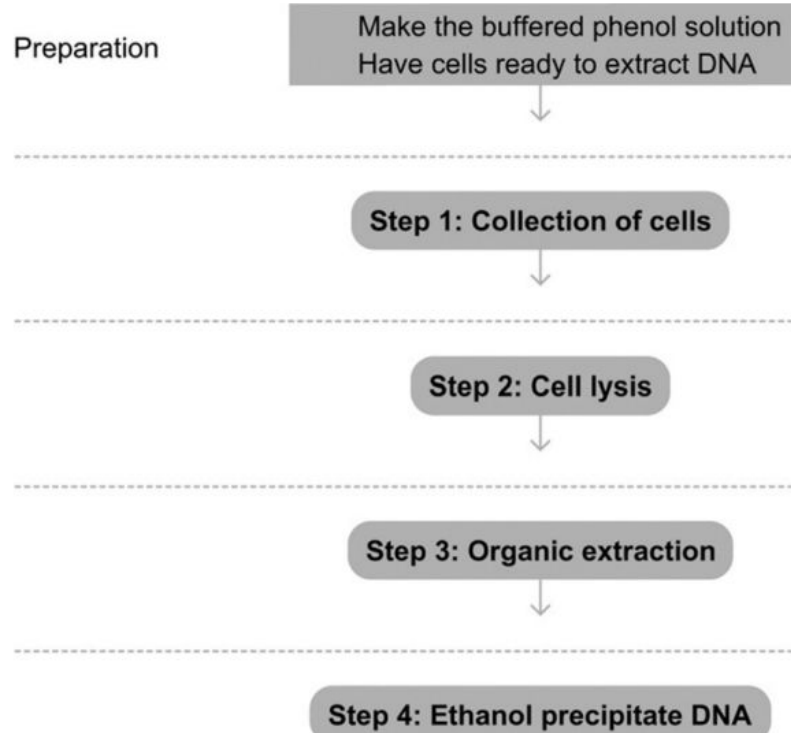 Preparation
Make the buffered phenol solution
Have cells ready to extract DNA
Step 1: Collection of cells
Step 2: Cell lysis
Step 3: Organic extraction
Step 4: Ethanol precipitate DNA